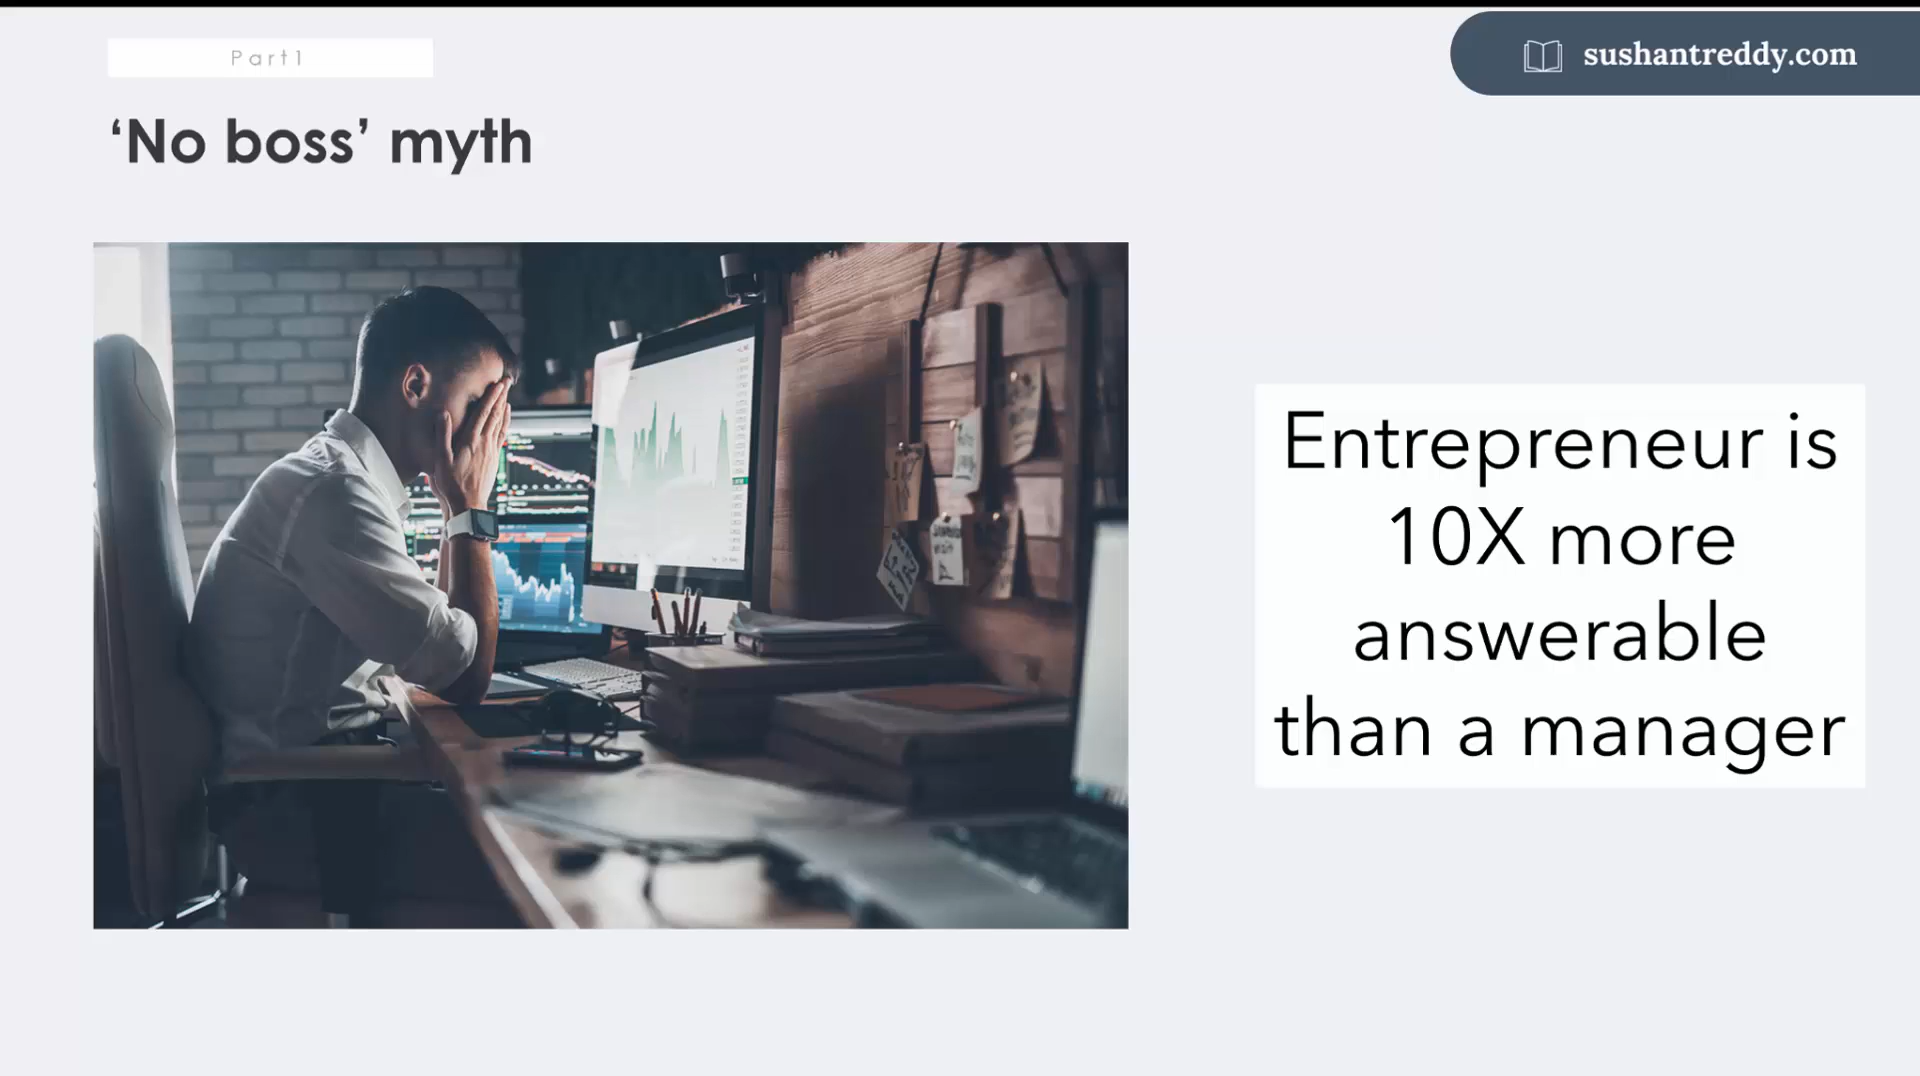 Part1
sushantreddy.com
‘No boss’ myth
Entrepreneur is
10X more
answerable
than a manager